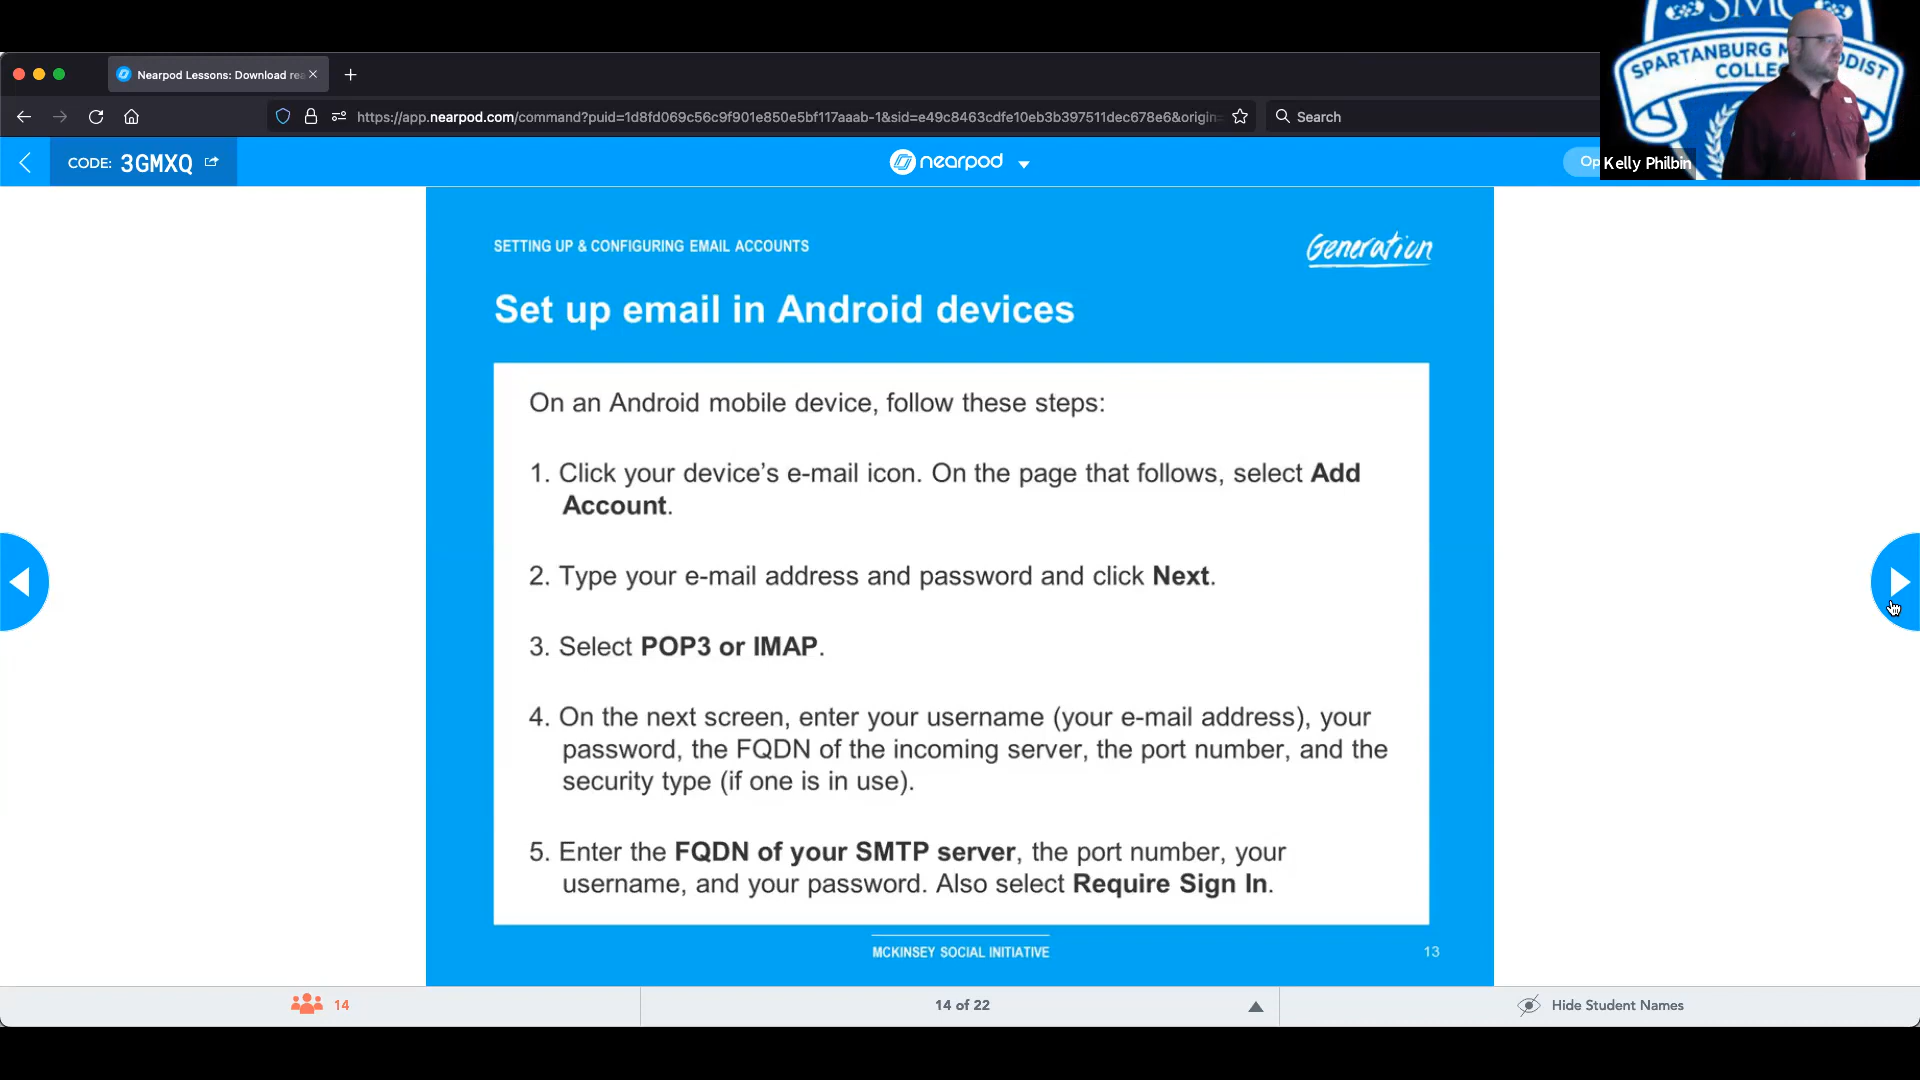 SMC
SPARTANBURG M
ODIST
COLLE
Nearpod Lessons: Download re
https://app.nearpod.com/command?puid=1d8fd069c56c9f901e850e5bf117aaab-1&sid=e49c8463cdfe10eb3b397511dec678e6&origin=
Search
CODE: 3GMXQ
nearpod
Op
Kelly Philbin
SETTING UP & CONFIGURING EMAIL ACCOUNTS
Generation
Set up email in Android devices
On an Android mobile device, follow these steps:
1. Click your device’s e-mail icon. On the page that follows, select Add
Account.
2. Type your e-mail address and password and click Next.
3. Select POP3 or IMAP.
4. On the next screen, enter your username (your e-mail address), your
password, the FQDN of the incoming server, the port number, and the
security type (if one is in use).
5. Enter the FQDN of your SMTP server, the port number, your
username, and your password. Also select Require Sign In.
MCKINSEY SOCIAL INITIATIVE
13
14
14 of 22
Hide Student Names